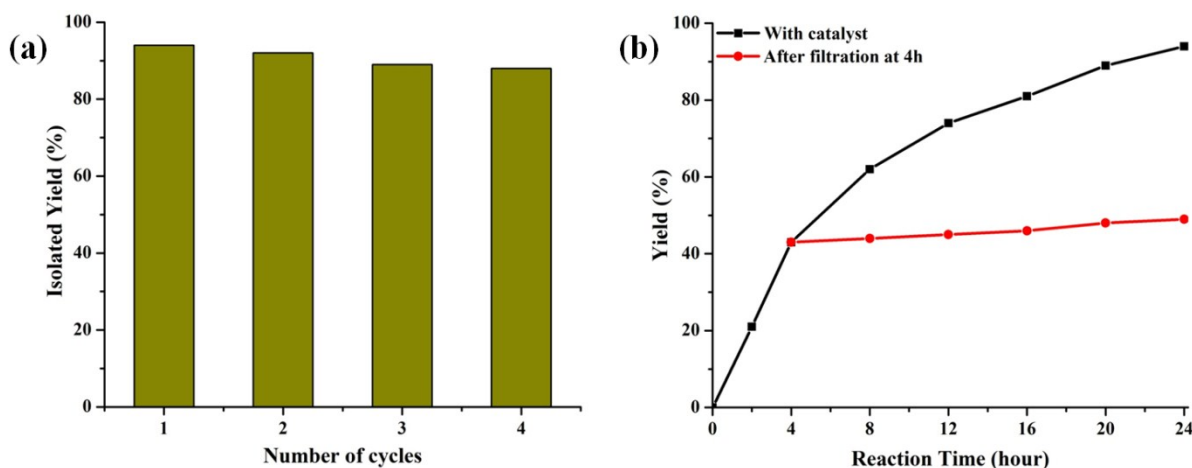 (a)
100
80
60
40
20
0
Isolated Yield (%)
1 2 3 4
Number of cycles
(b)
With catalyst
After filtration at 4h
100
80
60
40
20
0
Yield (%)
0 4 8 12 16 20 24
Reaction Time (hour)